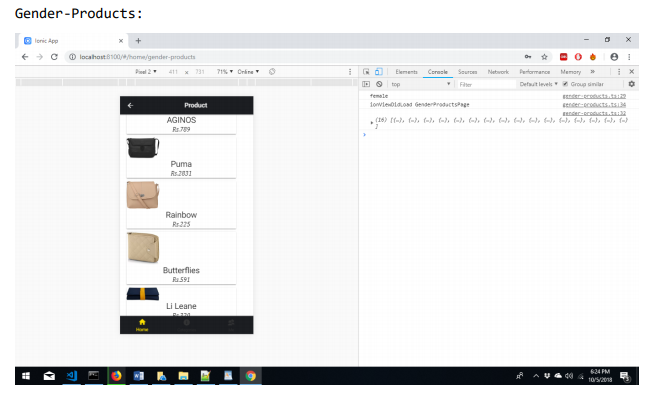 Gender-Products:
Ionic App
localhost:8100/#/home/gender-products
Pixel 2 411 x 731 71% Online
Elements Console Sources Network Performance Memory
top Filter Default levels Group similar
female gender-products.ts:29
ionViewDidLoad GenderProductsPage gender-products.ts:34
gender-products.ts:32
(16) [{…}, {…}, {…}, {…}, {…}, {…}, {…}, {…}, {…}, {…}, {…}, {…}, {…}, {…}, {…}, {…}
]
Product
AGINOS
Rs.789
Puma
Rs.2831
Rainbow
Rs.225
Butterflies
Rs.591
Li Leane
Rs.320
Home
6:24 PM
10/5/2018